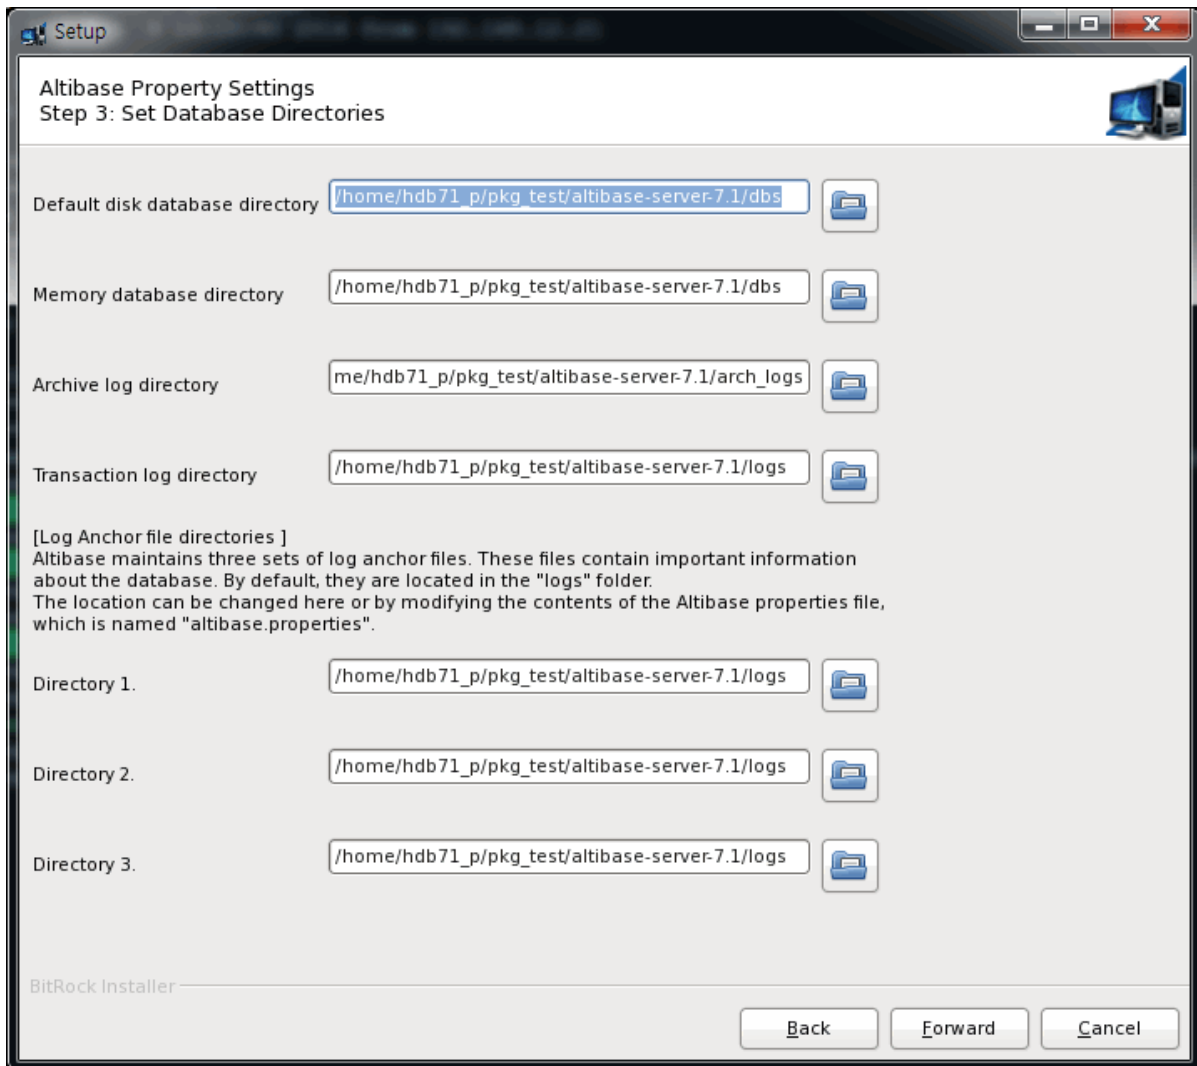 Setup
Altibase Property Settings
Step 3: Set Database Directories
Default disk database directory /home/hdb71_p/pkg_test/altibase-server-7.1/dbs
Memory database directory /home/hdb71_p/pkg_test/altibase-server-7.1/dbs
Archive log directory me/hdb71_p/pkg_test/altibase-server-7.1/arch_logs
Transaction log directory /home/hdb71_p/pkg_test/altibase-server-7.1/logs
[Log Anchor file directories ]
Altibase maintains three sets of log anchor files. These files contain important information
about the database. By default, they are located in the "logs" folder.
The location can be changed here or by modifying the contents of the Altibase properties file,
which is named "altibase.properties".
Directory 1. /home/hdb71_p/pkg_test/altibase-server-7.1/logs
Directory 2. /home/hdb71_p/pkg_test/altibase-server-7.1/logs
Directory 3. /home/hdb71_p/pkg_test/altibase-server-7.1/logs
BitRock Installer
Back Forward Cancel